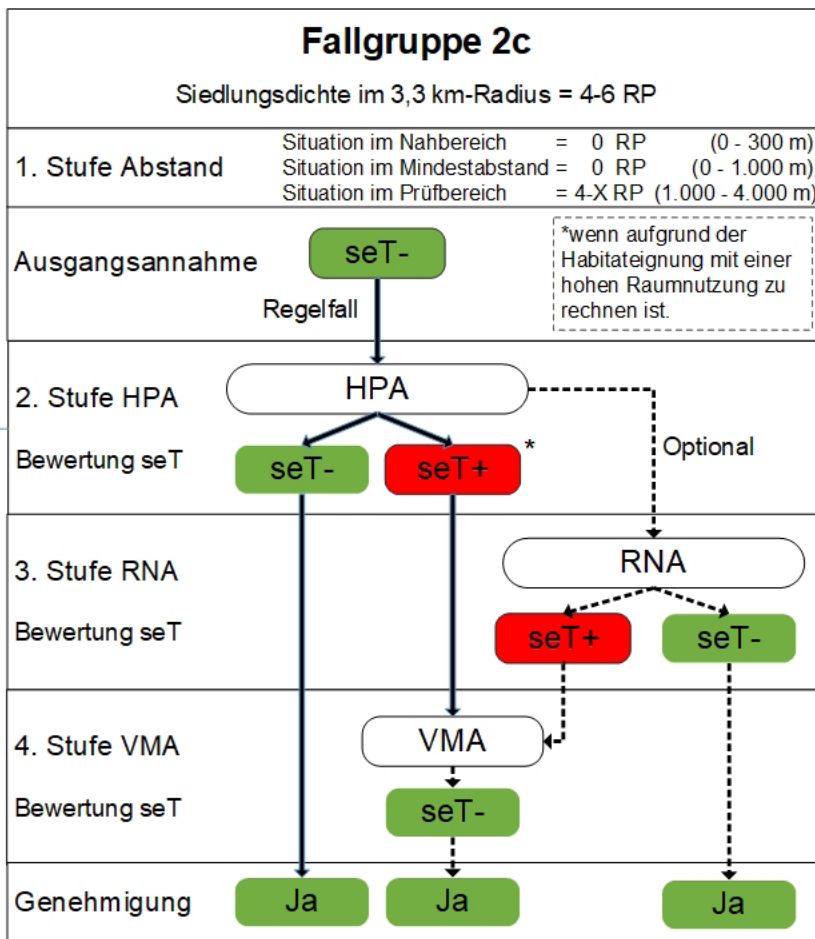 Fallgruppe 2c
Siedlungsdichte im 3,3 km-Radius = 4-6 RP
1. Stufe Abstand
Situation im Nahbereich = 0 RP (0 - 300 m)
Situation im Mindestabstand = 0 RP (0 - 1.000 m)
Situation im Prüfbereich = 4-X RP (1.000 - 4.000 m)
Ausgangsannahme
seT-
*wenn aufgrund der
Habitateignung mit einer
hohen Raumnutzung zu
rechnen ist.
Regelfall
2. Stufe HPA
HPA
Optional
Bewertung seT
seT-
seT+
*
3. Stufe RNA
RNA
Bewertung seT
seT+
seT-
4. Stufe VMA
VMA
Bewertung seT
seT-
Genehmigung
Ja
Ja
Ja